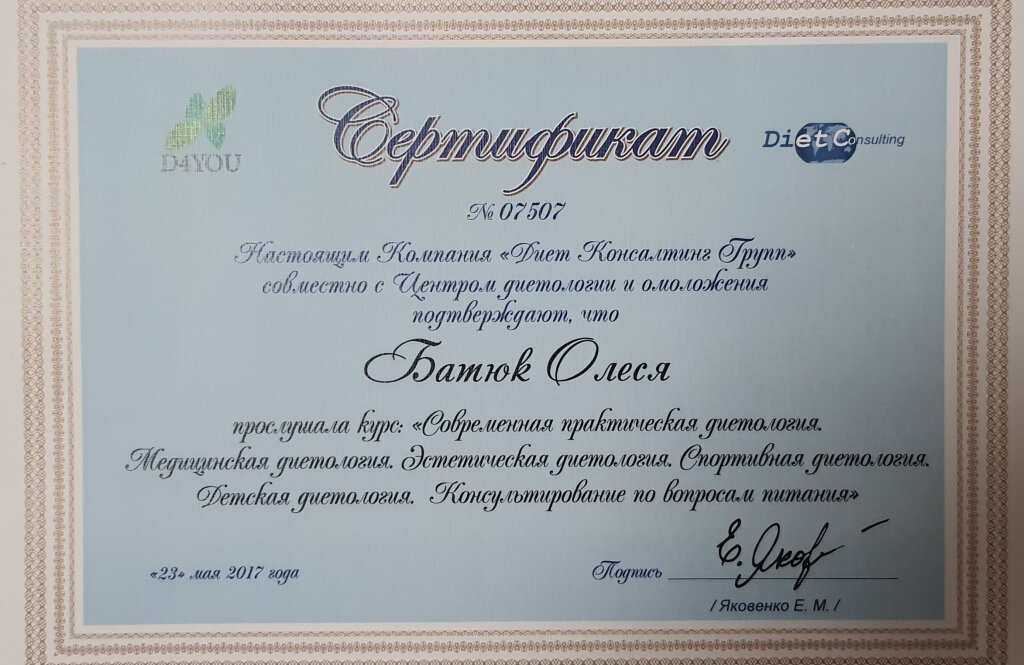 D4YOU
Сертификат
DietConsulting
№ 07507
Настоящим Компания «Диет Консалтинг Групп»
совместно с Центром диетологии и омоложения
подтверждают, что
Батюк Олеся
прослушала курс: «Современная практическая диетология.
Медицинская диетология. Эстетическая диетология. Спортивная диетология.
Детская диетология. Консультирование по вопросам питания»
«23» мая 2017 года
Подпись
Е. Яков
/ Яковенко Е. М. /